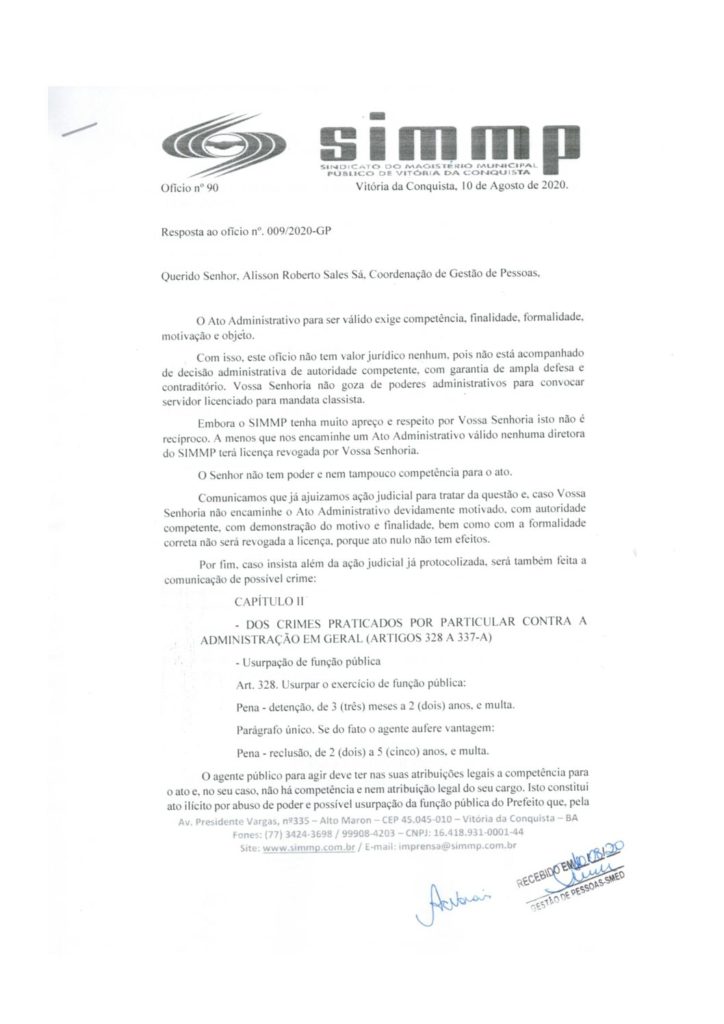 simmp
SINDICATO DO MAGISTÉRIO MUNICIPAL
PÚBLICO DE VITÓRIA DA CONQUISTA
Ofício nº 90
Vitória da Conquista, 10 de Agosto de 2020.
Resposta ao ofício nº. 009/2020-GP
Querido Senhor, Alisson Roberto Sales Sá, Coordenação de Gestão de Pessoas,
O Ato Administrativo para ser válido exige competência, finalidade, formalidade,
motivação e objeto.
Com isso, este ofício não tem valor jurídico nenhum, pois não está acompanhado
de decisão administrativa de autoridade competente, com garantia de ampla defesa e
contraditório. Vossa Senhoria não goza de poderes administrativos para convocar
servidor licenciado para mandata classista.
Embora o SIMMP tenha muito apreço e respeito por Vossa Senhoria isto não é
recíproco. A menos que nos encaminhe um Ato Administrativo válido nenhuma diretora
do SIMMP terá licença revogada por Vossa Senhoria.
O Senhor não tem poder e nem tampouco competência para o ato.
Comunicamos que já ajuizamos ação judicial para tratar da questão e, caso Vossa
Senhoria não encaminhe o Ato Administrativo devidamente motivado, com autoridade
competente, com demonstração do motivo e finalidade, bem como com a formalidade
correta não será revogada a licença, porque ato nulo não tem efeitos.
Por fim, caso insista além da ação judicial já protocolizada, será também feita a
comunicação de possível crime:
CAPÍTULO II
- DOS CRIMES PRATICADOS POR PARTICULAR CONTRA A
ADMINISTRAÇÃO EM GERAL (ARTIGOS 328 A 337-A)
- Usurpação de função pública
Art. 328. Usurpar o exercício de função pública:
Pena - detenção, de 3 (três) meses a 2 (dois) anos, e multa.
Parágrafo único. Se do fato o agente aufere vantagem:
Pena - reclusão, de 2 (dois) a 5 (cinco) anos, e multa.
O agente público para agir deve ter nas suas atribuições legais a competência para
o ato e, no seu caso, não há competência e nem atribuição legal do seu cargo. Isto constitui
ato ilícito por abuso de poder e possível usurpação da função pública do Prefeito que, pela
Av. Presidente Vargas, nº335 – Alto Maron – CEP 45.045-010 – Vitória da Conquista – BA
Fones: (77) 3424-3698 / 99908-4203 – CNPJ: 16.418.931-0001-44
Site: www.simmp.com.br / E-mail: imprensa@simmp.com.br
RECEBIDO EM 10/08/20
GESTÃO DE PESSOAS-SMED